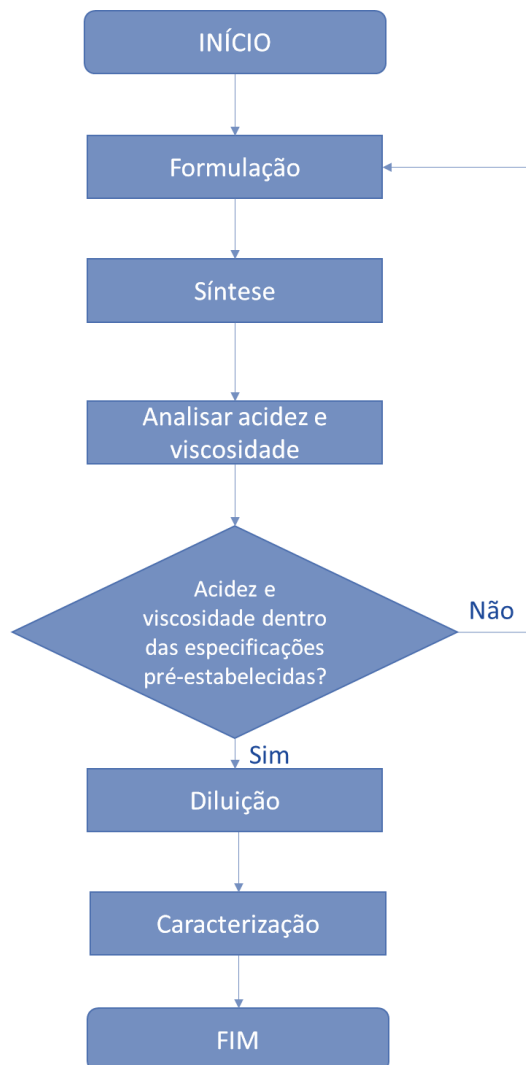 INÍCIO
Formulação
Síntese
Analisar acidez e
viscosidade
Acidez e
viscosidade dentro
das especificações
pré-estabelecidas?
Não
Sim
Diluição
Caracterização
FIM